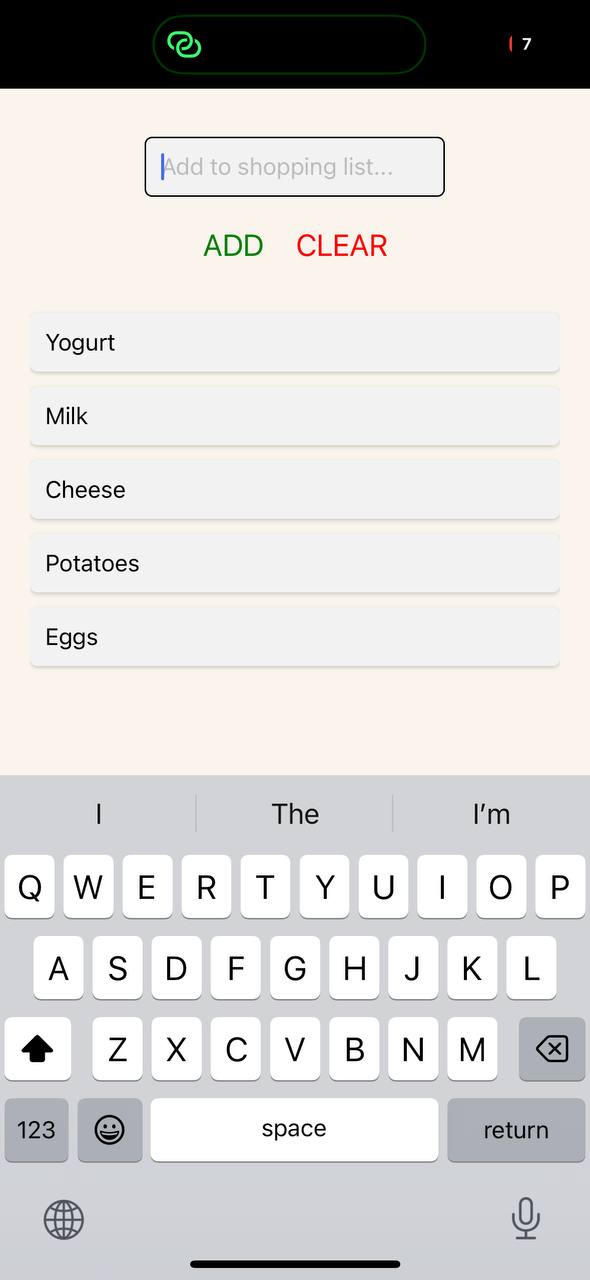 7
Add to shopping list...
ADD CLEAR
Yogurt
Milk
Cheese
Potatoes
Eggs
I The I’m
Q W E R T Y U I O P
A S D F G H J K L
Z X C V B N M
123 space return